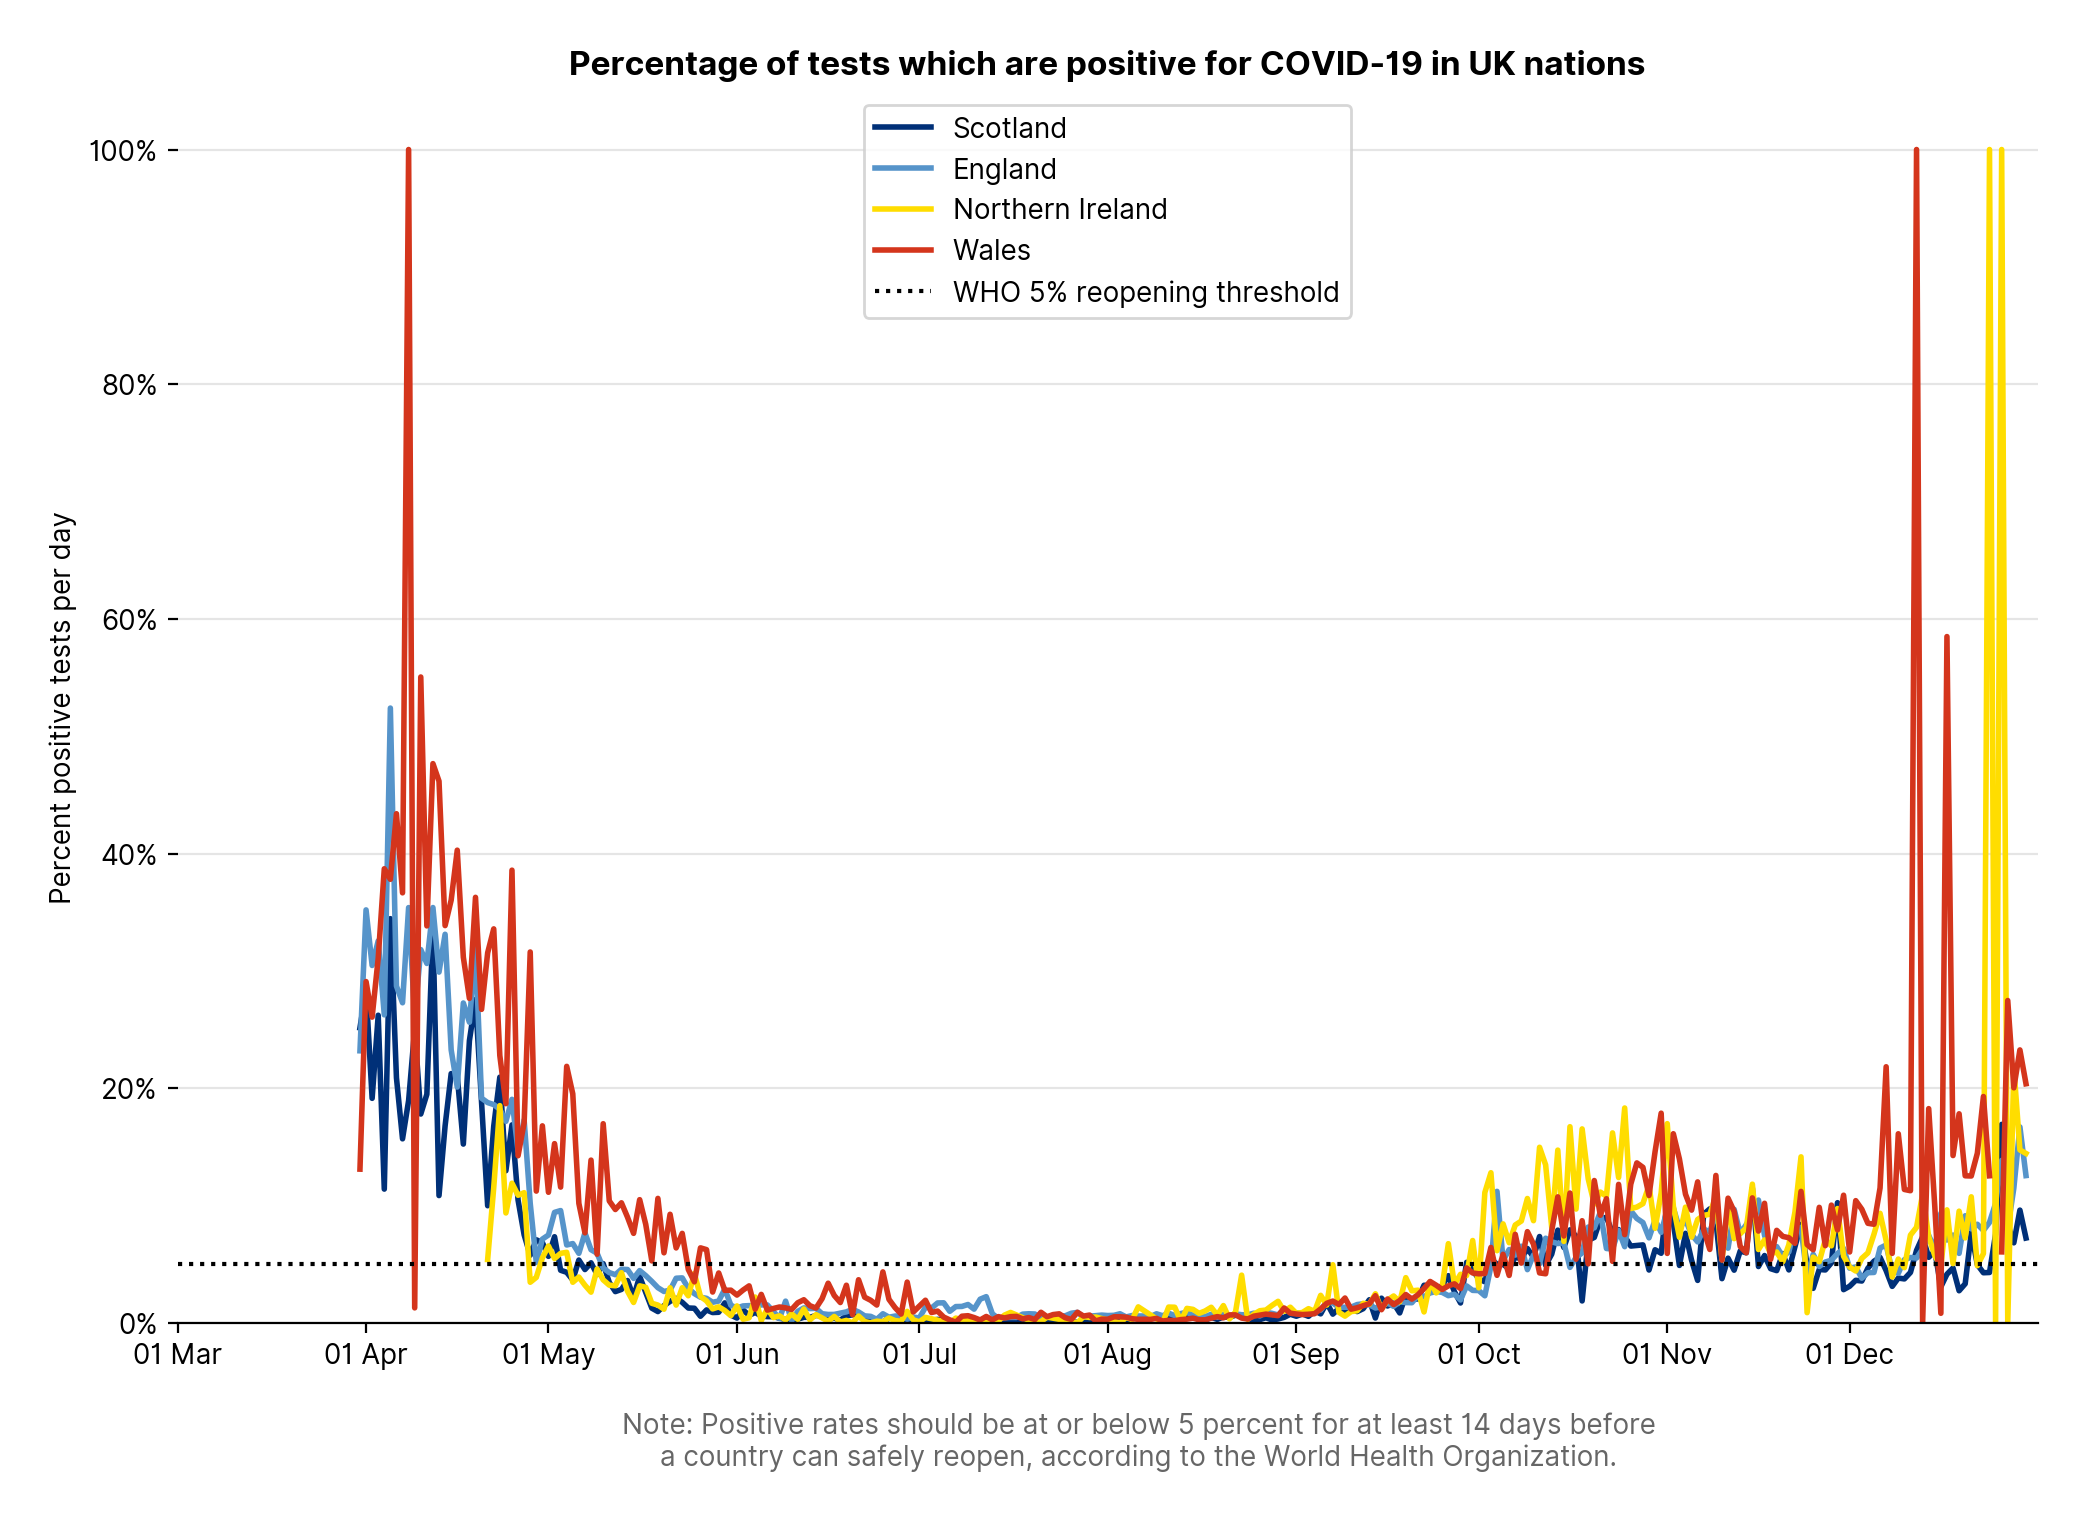 Percentage of tests which are positive for COVID-19 in UK nations
Scotland
England
Northern Ireland
Wales
WHO 5% reopening threshold
100%
80%
60%
40%
20%
0%
Percent positive tests per day
01 Mar
01 Apr
01 May
01 Jun
01 Jul
01 Aug
01 Sep
01 Oct
01 Nov
01 Dec
Note: Positive rates should be at or below 5 percent for at least 14 days before
a country can safely reopen, according to the World Health Organization.